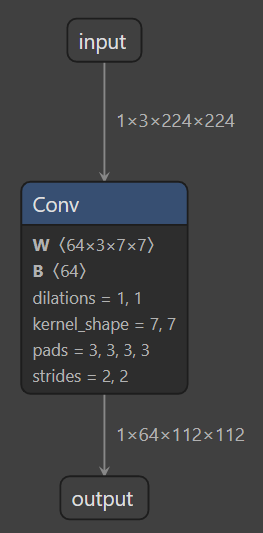 input
1×3×224×224
Conv
W 〈64×3×7×7〉
B 〈64〉
dilations = 1, 1
kernel_shape = 7, 7
pads = 3, 3, 3, 3
strides = 2, 2
1×64×112×112
output